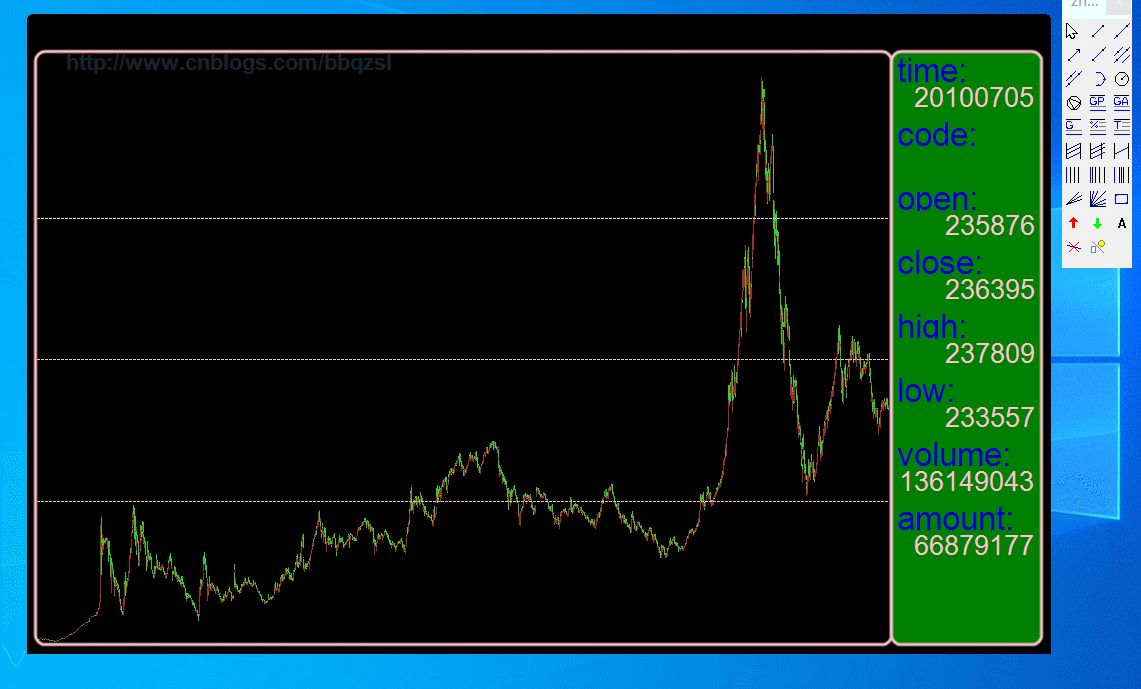 zn...
http://www.cnblogs.com/bbqzsl
time:
20100705
code:
open:
235876
close:
236395
high:
237809
low:
233557
volume:
136149043
amount:
66879177
GP
GA
G
%
T
A